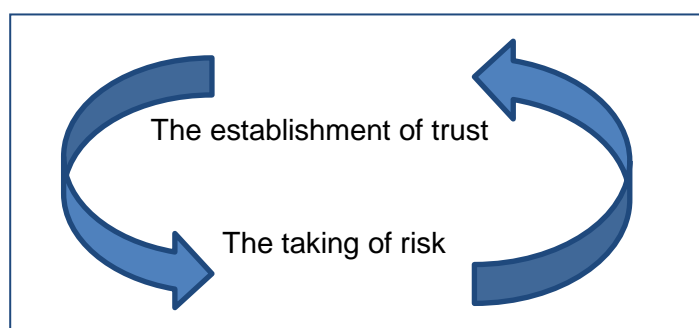 The establishment of trust
The taking of risk